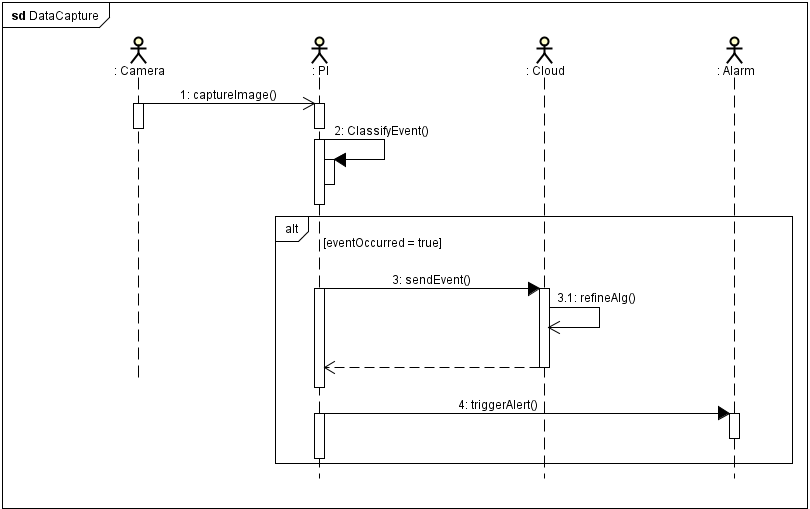 sd DataCapture
: Camera
: PI
: Cloud
: Alarm
1: captureImage()
2: ClassifyEvent()
alt
[eventOccurred = true]
3: sendEvent()
3.1: refineAlg()
4: triggerAlert()